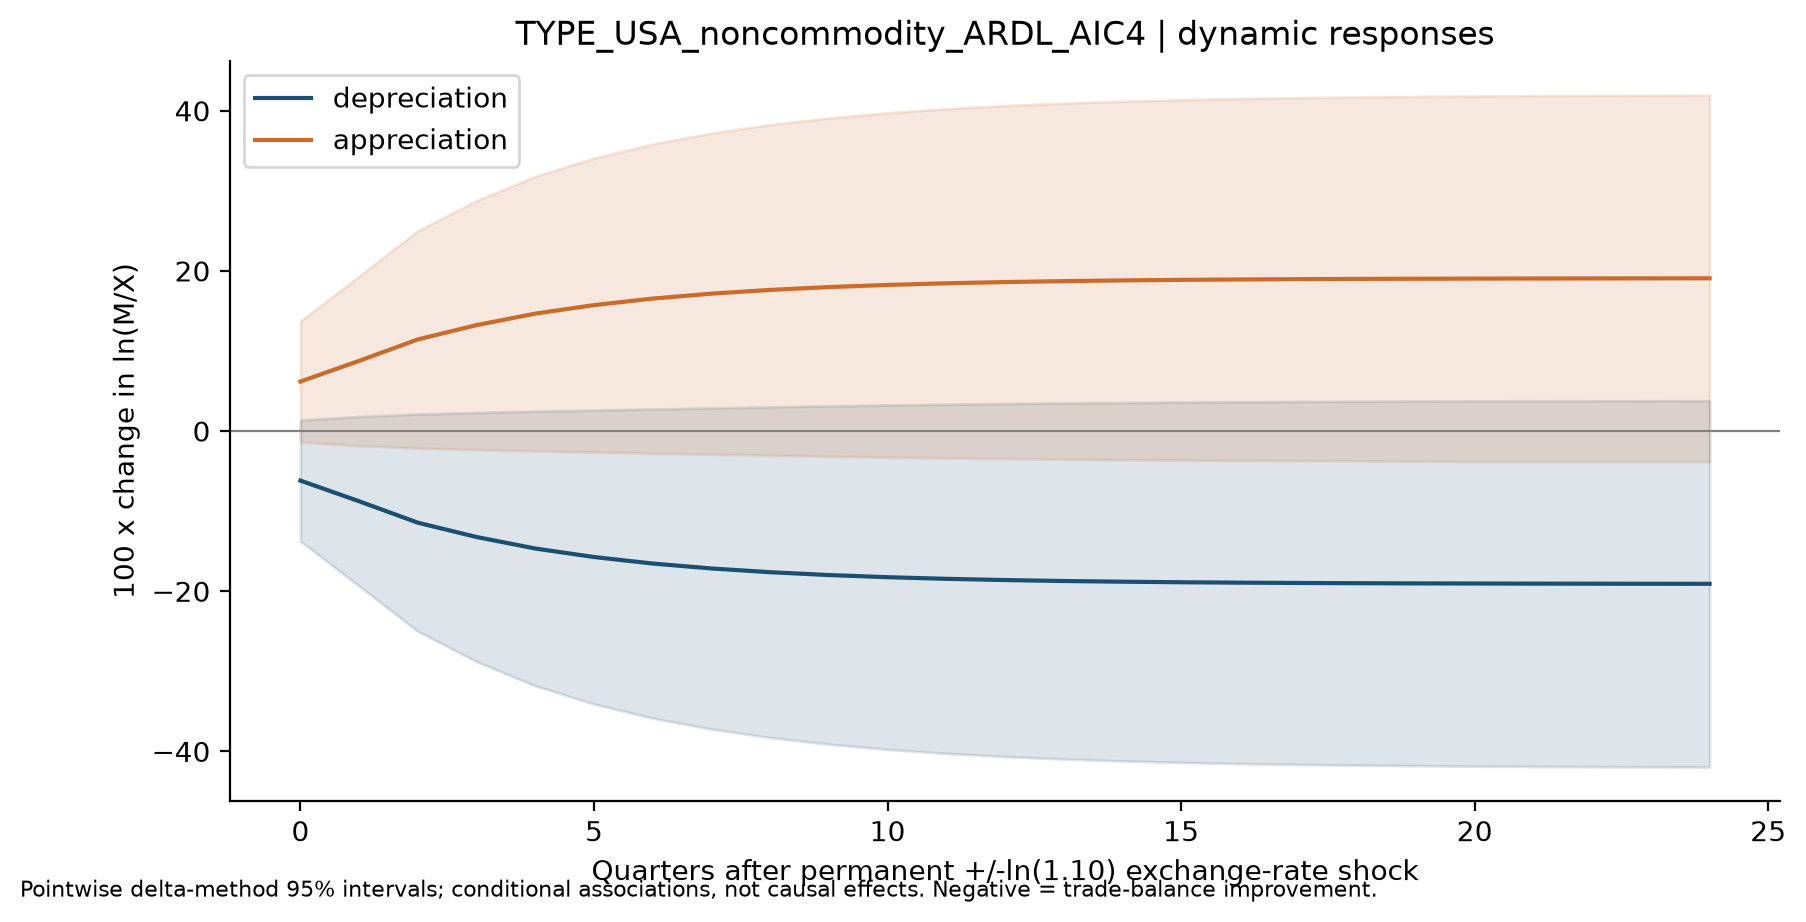 TYPE_USA_noncommodity_ARDL_AIC4 | dynamic responses
depreciation
appreciation
100 x change in ln(M/X)
40
20
0
−20
−40
0
5
10
15
20
25
Quarters after permanent +/-ln(1.10) exchange-rate shock
Pointwise delta-method 95% intervals; conditional associations, not causal effects. Negative = trade-balance improvement.